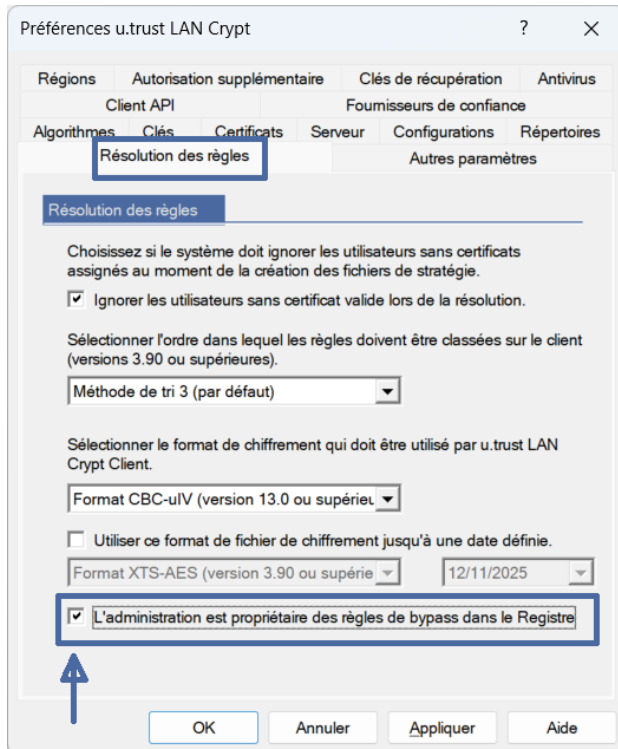 Préférences u.trust LAN Crypt
Régions Autorisation supplémentaire Clés de récupération Antivirus
Client API Fournisseurs de confiance
Algorithmes Clés Certificats Serveur Configurations Répertoires
Résolution des règles Autres paramètres
Résolution des règles
Choisissez si le système doit ignorer les utilisateurs sans certificats
assignés au moment de la création des fichiers de stratégie.
Ignorer les utilisateurs sans certificat valide lors de la résolution.
Sélectionner l'ordre dans lequel les règles doivent être classées sur le client
(versions 3.90 ou supérieures).
Méthode de tri 3 (par défaut)
Sélectionner le format de chiffrement qui doit être utilisé par u.trust LAN
Crypt Client.
Format CBC-uIV (version 13.0 ou supérieu
Utiliser ce format de fichier de chiffrement jusqu'à une date définie.
Format XTS-AES (version 3.90 ou supérie 12/11/2025
L'administration est propriétaire des règles de bypass dans le Registre
OK Annuler Appliquer Aide